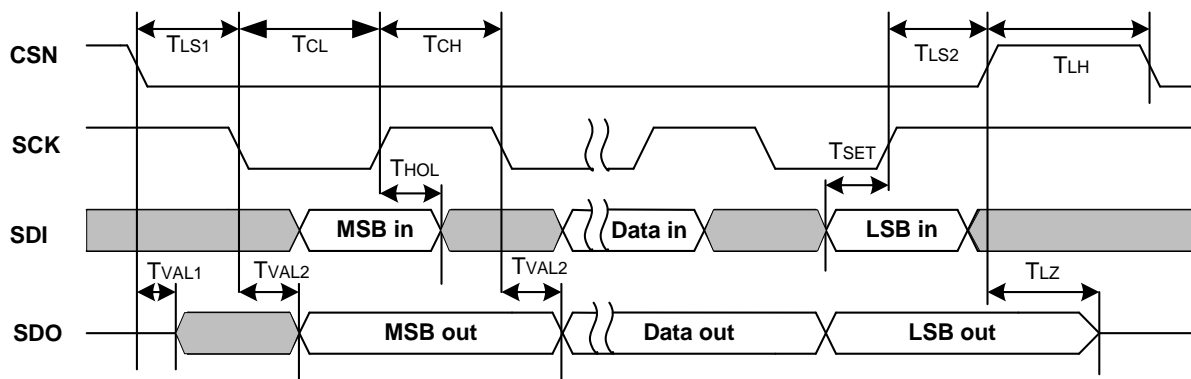 TLS1 TCL TCH TLS2
CSN TLH
SCK
THOL TSET
SDI MSB in Data in LSB in
TVAL1 TVAL2 TVAL2 TLZ
SDO MSB out Data out LSB out